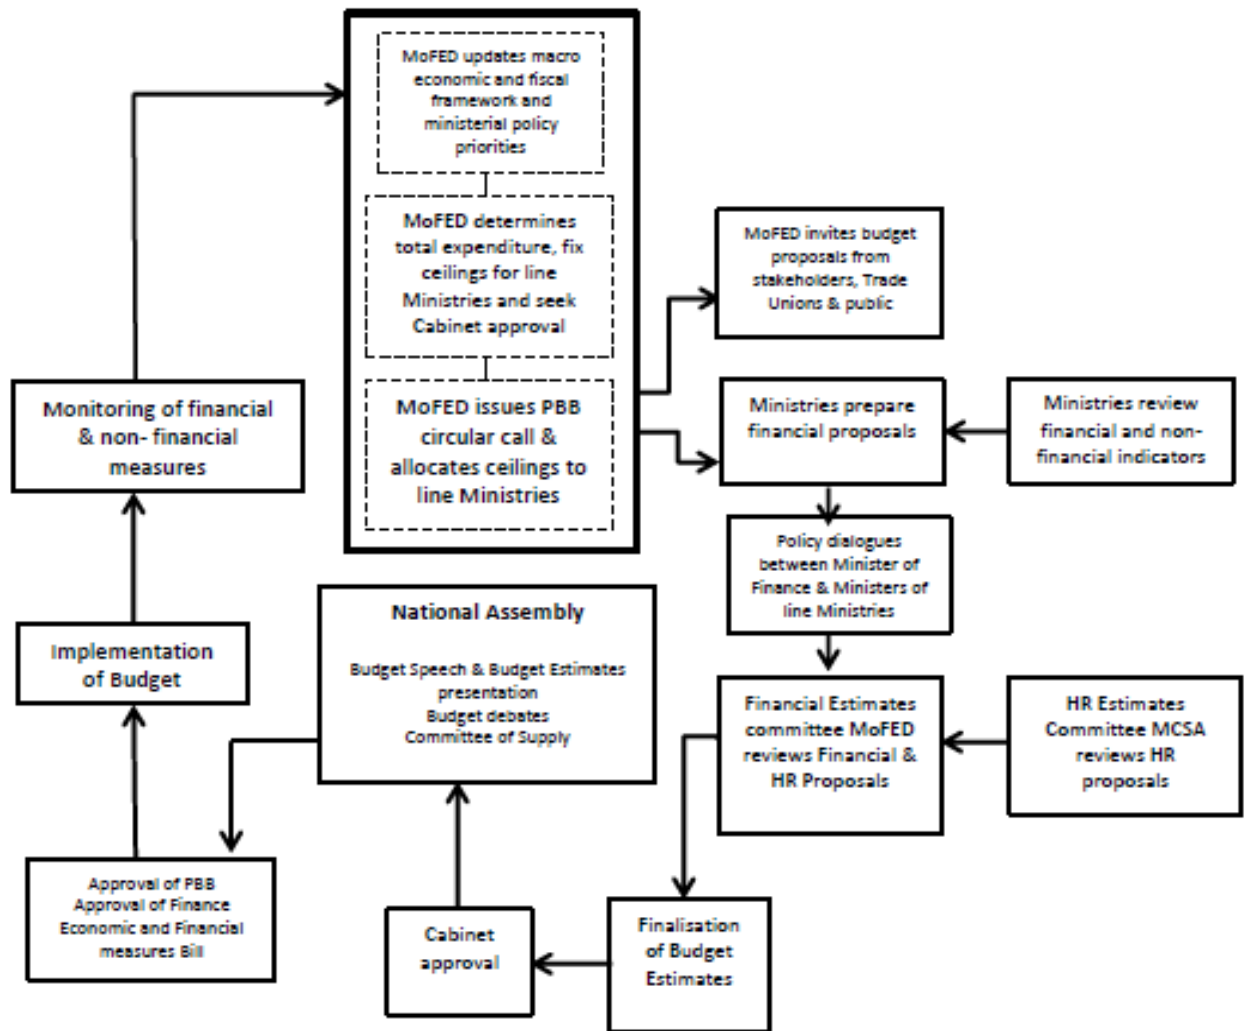 MoFED updates macro
economic and fiscal
framework and
ministerial policy
priorities
MoFED determines
total expenditure, fix
ceilings for line
Ministries and seek
Cabinet approval
MoFED issues PBB
circular call &
allocates ceilings to
line Ministries
MoFED invites budget
proposals from
stakeholders, Trade
Unions & public
Ministries prepare
financial proposals
Ministries review
financial and non-
financial indicators
Policy dialogues
between Minister of
Finance & Ministers of
line Ministries
Financial Estimates
committee MoFED
reviews Financial &
HR Proposals
HR Estimates
Committee MCSA
reviews HR
proposals
Finalisation
of Budget
Estimates
Cabinet
approval
National Assembly
Budget Speech & Budget Estimates
presentation
Budget debates
Committee of Supply
Approval of PBB
Approval of Finance
Economic and Financial
measures Bill
Implementation
of Budget
Monitoring of financial
& non- financial
measures